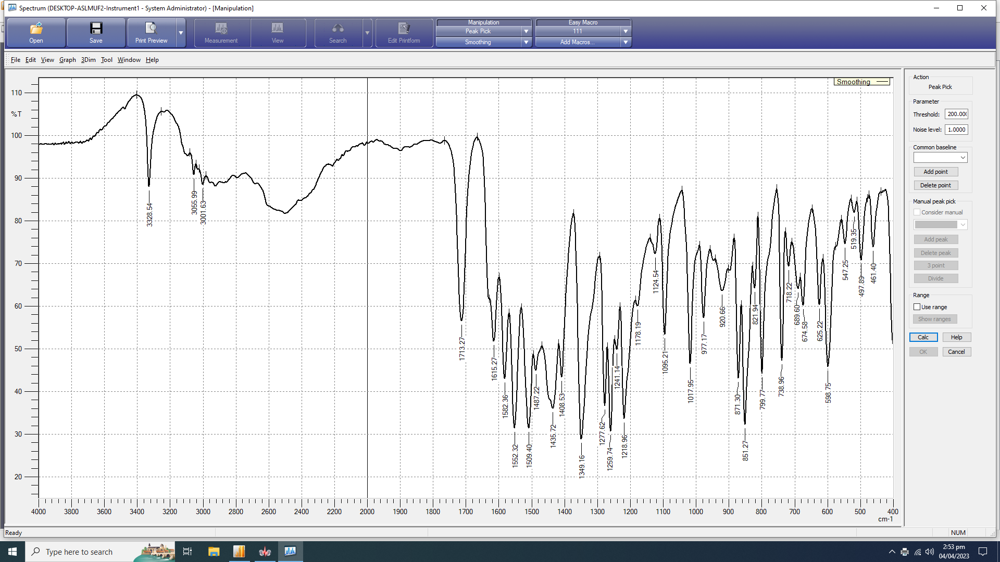 Spectrum (DESKTOP-ASLMUF2-Instrument1 - System Administrator) - [Manipulation]
Open
Save
Print Preview
Measurement
View
Search
Edit Printform
Manipulation
Peak Pick
Smoothing
Easy Macro
111
Add Macros...
File Edit View Graph 3Dim Tool Window Help
Smoothing
%T
110
100
90
80
70
60
50
40
30
20
3328.54
3055.99
3001.63
1713.27
1615.27
1582.36
1552.32
1509.40
1487.22
1435.72
1408.53
1349.16
1277.62
1259.74
1241.14
1218.96
1178.19
1124.54
1095.21
1017.95
977.17
920.66
871.30
851.27
821.94
799.77
738.96
718.22
689.60
674.58
625.22
598.75
547.25
519.35
497.89
461.40
4000 3800 3600 3400 3200 3000 2800 2600 2400 2200 2000 1900 1800 1700 1600 1500 1400 1300 1200 1100 1000 900 800 700 600 500 400
cm-1
Action
Peak Pick
Parameter
Threshold: 200.00
Noise level: 1.0000
Common baseline
Add point
Delete point
Manual peak pick
Consider manual
Add peak
Delete peak
3 point
Divide
Range
Use range
Show ranges
Calc Help
OK Cancel
Ready
NUM
Type here to search
2:53 pm
04/04/2023